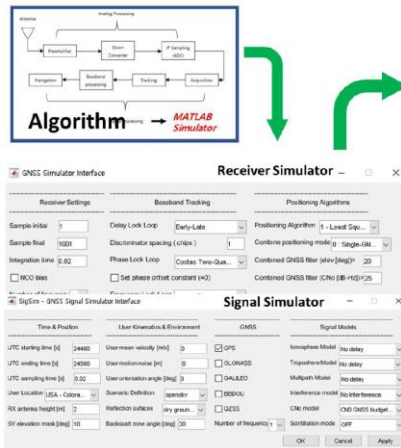 Analog Processing
Antenna
Preamplifier
Down
Converter
IF Sampling
(ADC)
Navigation
Baseband
processing
Tracking
Acquisition
Processing
Algorithm
MATLAB
Simulator
GNSS Simulator Interface
Receiver Simulator
Receiver Settings
Baseband Tracking
Positioning Algorithms
Sample initial 1
Delay Lock Loop Early-Late
Positioning Algorithm 1 - Least Squ...
Sample final 1001
Discriminator spacing ( chips ) 1
Combine positioning mode 0 : Single-GN...
Integration time 0.02
Phase Lock Loop Costas Two-Qua...
Combined GNSS filter (elev [deg])> 20
NCO bias
Set phase offset constant (=0)
Combined GNSS filter (CNo [dB-Hz])> 25
SigSim - GNSS Signal Simulator Interface
Signal Simulator
Time & Position
User Kinematics & Environment
GNSS
Signal Models
UTC starting time [s] 24480
User mean velocity [m/s] 0
GPS
Ionosphere Model No delay
UTC ending time [s] 24580
User motion noise [m] 0
GLONASS
Troposphere Model No delay
UTC sampling time [s] 0.02
User orientation angle [deg] 0
GALILEO
Multipath Model No delay
User Location USA - Colora...
Scenario Definition opensky
BEIDOU
Interference model No Interference
RX antenna height [m] 2
Reflection surfaces dry groun...
QZSS
CNo model CN0 GNSS budget...
SV elevation mask [deg] 10
Backscatt zone angle [deg] 20
Number of frequency 1
Scintillation mode OFF
OK
Cancel
Apply